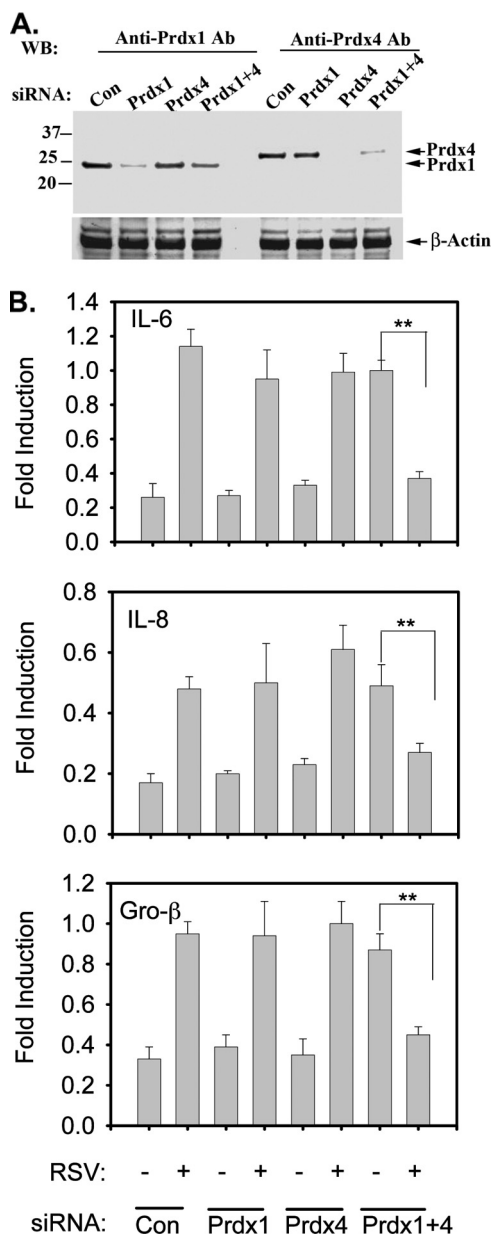 A.
WB: Anti-Prdx1 Ab Anti-Prdx4 Ab
siRNA: Con Prdx1 Prdx4 Prdx1+4 Con Prdx1 Prdx4 Prdx1+4
37
25
20
Prdx4
Prdx1
β-Actin
B.
IL-6
**
Fold Induction
1.4
1.2
1.0
0.8
0.6
0.4
0.2
0.0
IL-8
**
Fold Induction
0.8
0.6
0.4
0.2
0.0
Gro-β
**
Fold Induction
1.2
1.0
0.8
0.6
0.4
0.2
0.0
RSV: - + - + - + - +
siRNA: Con Prdx1 Prdx4 Prdx1+4